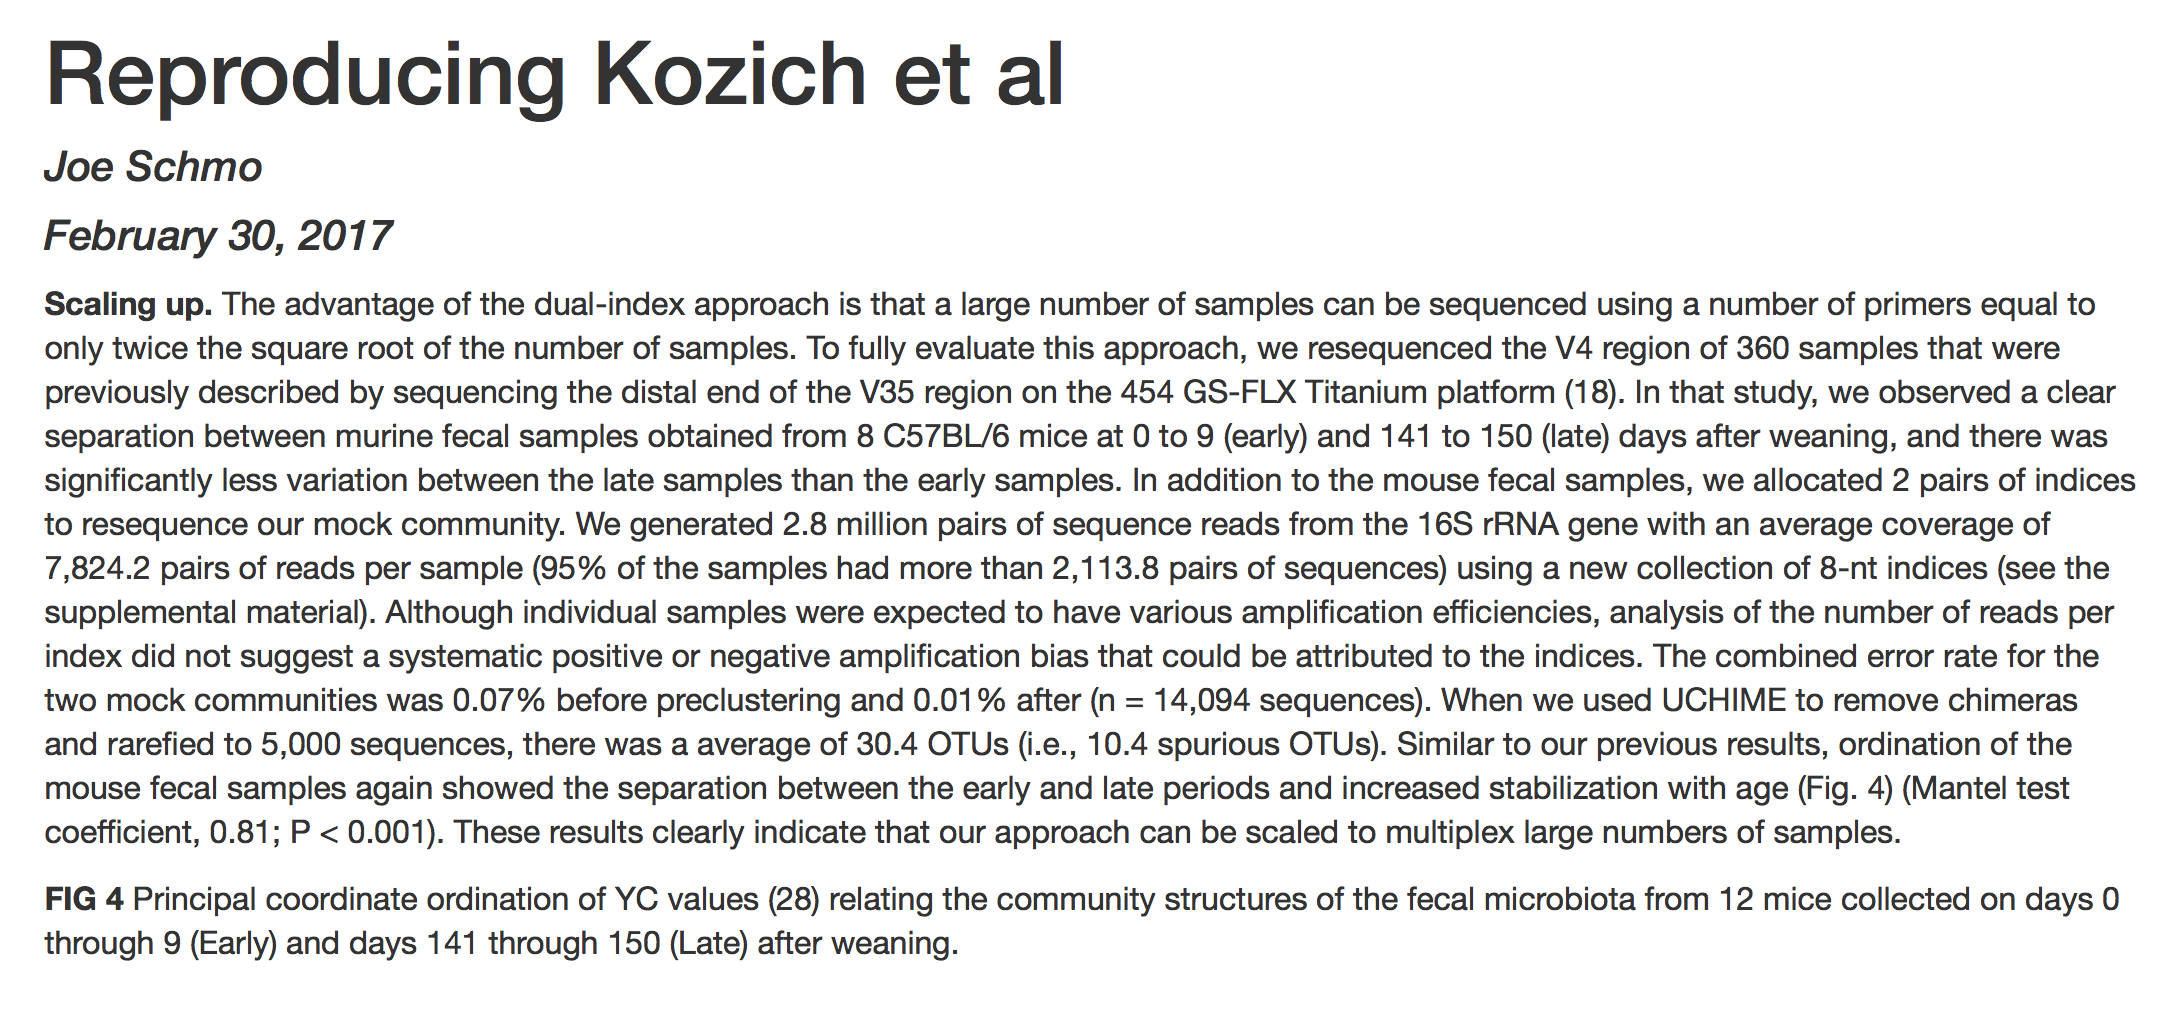 Reproducing Kozich et al
Joe Schmo
February 30, 2017
Scaling up. The advantage of the dual-index approach is that a large number of samples can be sequenced using a number of primers equal to
only twice the square root of the number of samples. To fully evaluate this approach, we resequenced the V4 region of 360 samples that were
previously described by sequencing the distal end of the V35 region on the 454 GS-FLX Titanium platform (18). In that study, we observed a clear
separation between murine fecal samples obtained from 8 C57BL/6 mice at 0 to 9 (early) and 141 to 150 (late) days after weaning, and there was
significantly less variation between the late samples than the early samples. In addition to the mouse fecal samples, we allocated 2 pairs of indices
to resequence our mock community. We generated 2.8 million pairs of sequence reads from the 16S rRNA gene with an average coverage of
7,824.2 pairs of reads per sample (95% of the samples had more than 2,113.8 pairs of sequences) using a new collection of 8-nt indices (see the
supplemental material). Although individual samples were expected to have various amplification efficiencies, analysis of the number of reads per
index did not suggest a systematic positive or negative amplification bias that could be attributed to the indices. The combined error rate for the
two mock communities was 0.07% before preclustering and 0.01% after (n = 14,094 sequences). When we used UCHIME to remove chimeras
and rarefied to 5,000 sequences, there was a average of 30.4 OTUs (i.e., 10.4 spurious OTUs). Similar to our previous results, ordination of the
mouse fecal samples again showed the separation between the early and late periods and increased stabilization with age (Fig. 4) (Mantel test
coefficient, 0.81; P < 0.001). These results clearly indicate that our approach can be scaled to multiplex large numbers of samples.
FIG 4 Principal coordinate ordination of YC values (28) relating the community structures of the fecal microbiota from 12 mice collected on days 0
through 9 (Early) and days 141 through 150 (Late) after weaning.